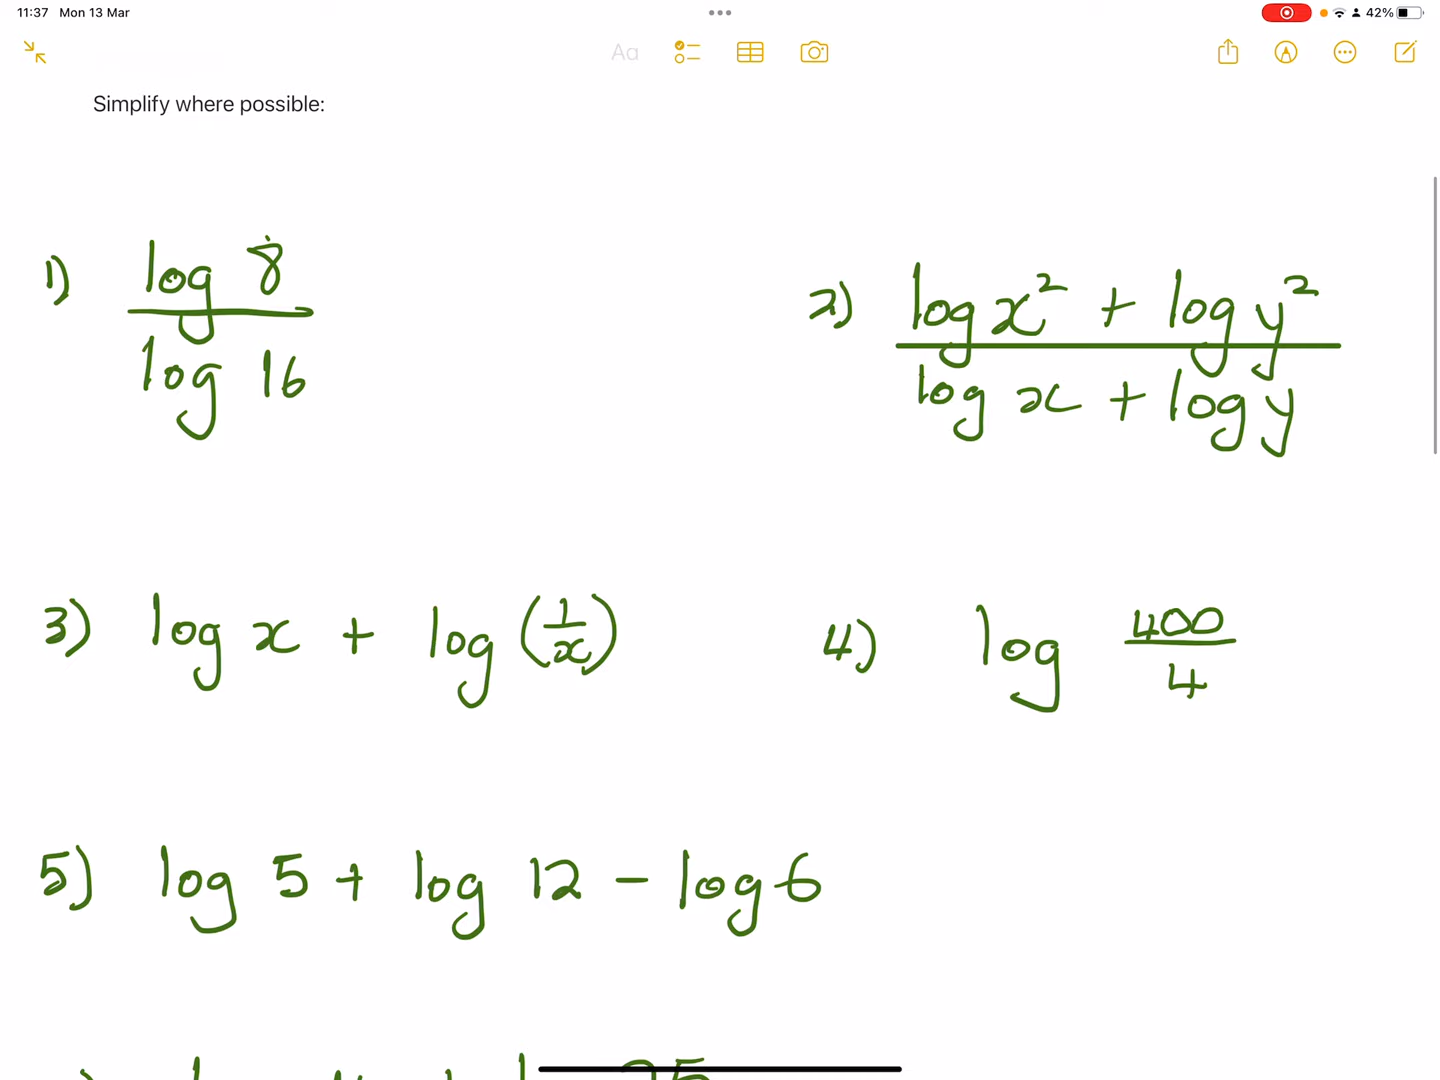 11:37 Mon 13 Mar
42%
Aa
Simplify where possible:
1) log 8 / log 16
2) log x² + log y² / log x + log y
3) log x + log (1/x)
4) log 400/4
5) log 5 + log 12 - log 6